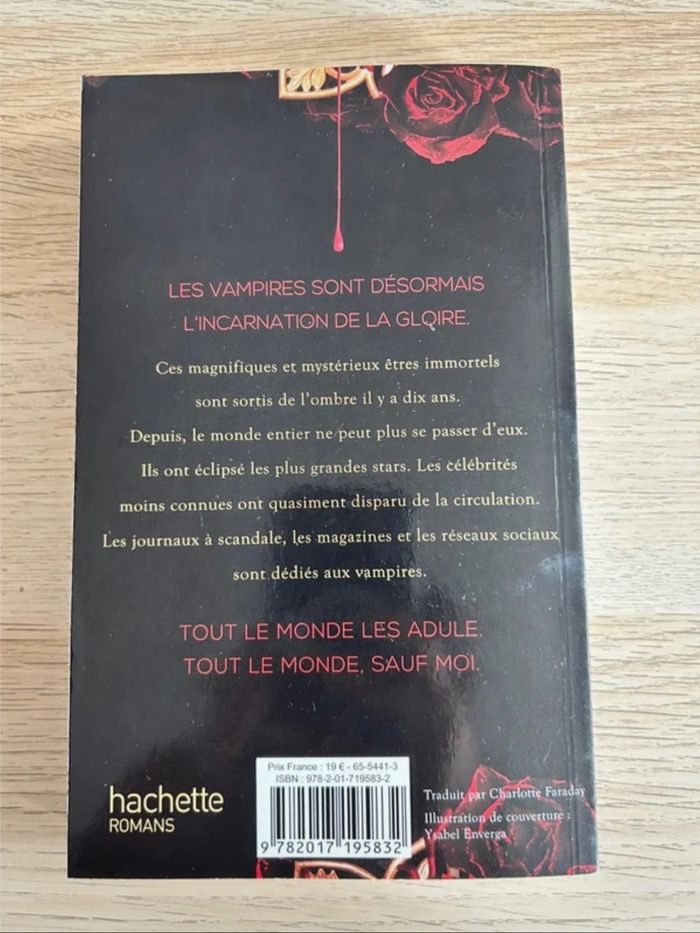 LES VAMPIRES SONT DÉSORMAIS
L'INCARNATION DE LA GLOIRE.
Ces magnifiques et mystérieux êtres immortels
sont sortis de l'ombre il y a dix ans.
Depuis, le monde entier ne peut plus se passer d'eux.
Ils ont éclipsé les plus grandes stars. Les célébrités
moins connues ont quasiment disparu de la circulation.
Les journaux à scandale, les magazines et les réseaux sociaux
sont dédiés aux vampires.
TOUT LE MONDE LES ADULE.
TOUT LE MONDE, SAUF MOI.
hachette
ROMANS
Prix France : 19 € - 65-5441-3
ISBN : 978-2-01-719583-2
9 782017 195832
Traduit par Charlotte Faraday
Illustration de couverture :
Ysabel Enverga